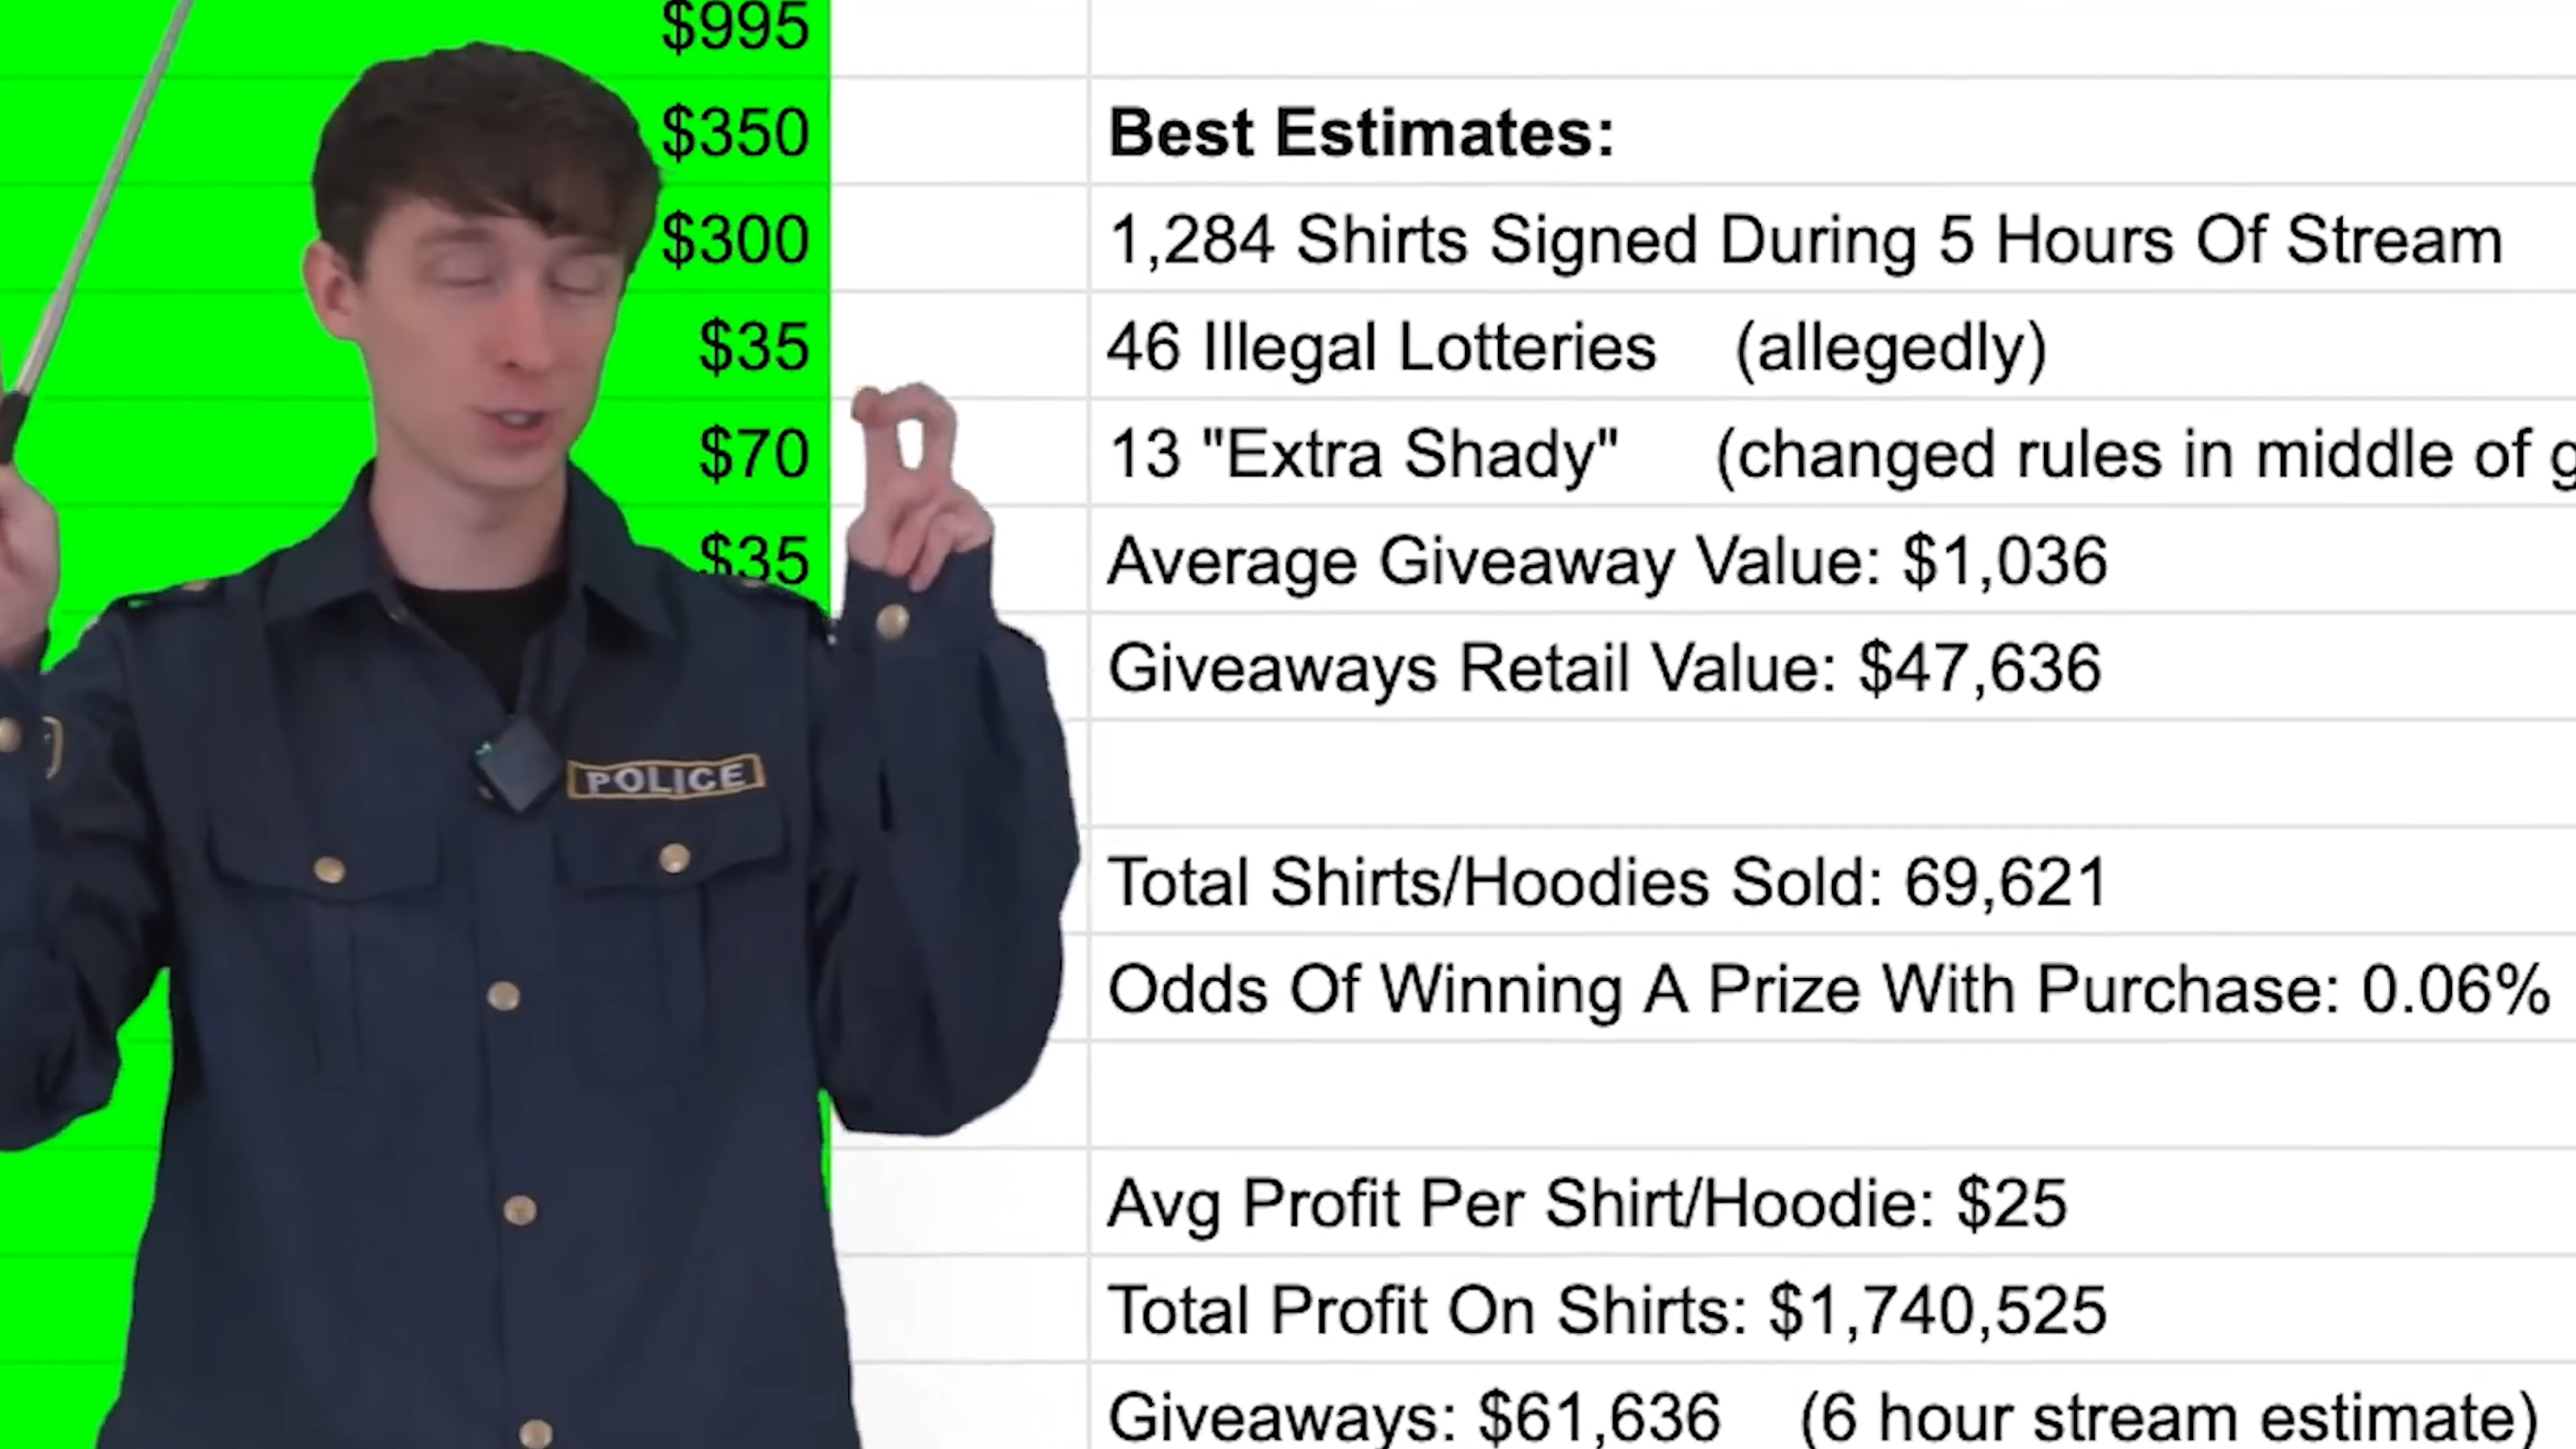 $995
$350
Best Estimates:
$300
1,284 Shirts Signed During 5 Hours Of Stream
$35
46 Illegal Lotteries (allegedly)
$70
13 "Extra Shady" (changed rules in middle of g
$35
Average Giveaway Value: $1,036
Giveaways Retail Value: $47,636
POLICE
Total Shirts/Hoodies Sold: 69,621
Odds Of Winning A Prize With Purchase: 0.06%
Avg Profit Per Shirt/Hoodie: $25
Total Profit On Shirts: $1,740,525
Giveaways: $61,636 (6 hour stream estimate)